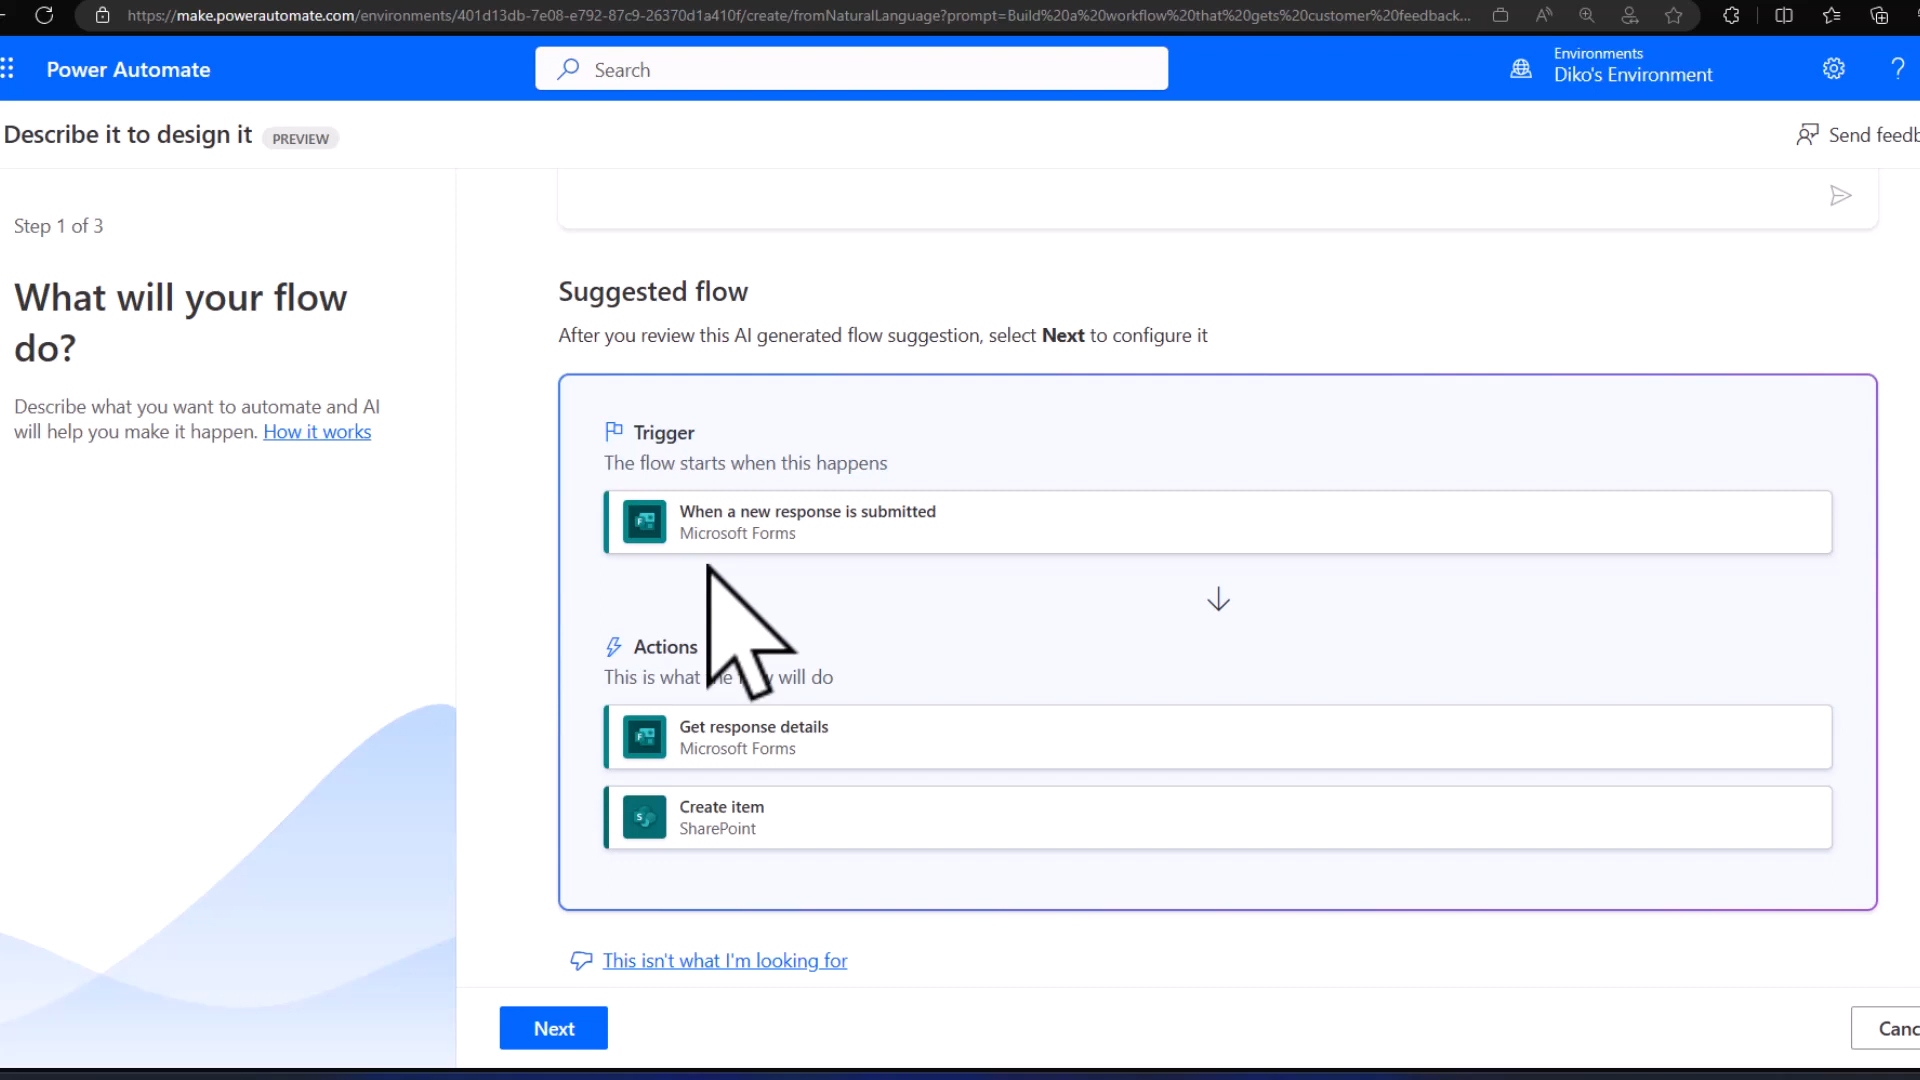 https://make.powerautomate.com/environments/401d13db-7e08-e792-87c9-26370d1a410f/create/fromNaturalLanguage?prompt=Build%20a%20workflow%20that%20gets%20customer%20feedback...
Power Automate
Search
Environments
Diko's Environment
?
Describe it to design it PREVIEW
Send feedb
Step 1 of 3
What will your flow
do?
Describe what you want to automate and AI
will help you make it happen. How it works
Suggested flow
After you review this AI generated flow suggestion, select Next to configure it
Trigger
The flow starts when this happens
When a new response is submitted
Microsoft Forms
Actions
This is what will do
Get response details
Microsoft Forms
Create item
SharePoint
This isn't what I'm looking for
Next
Canc